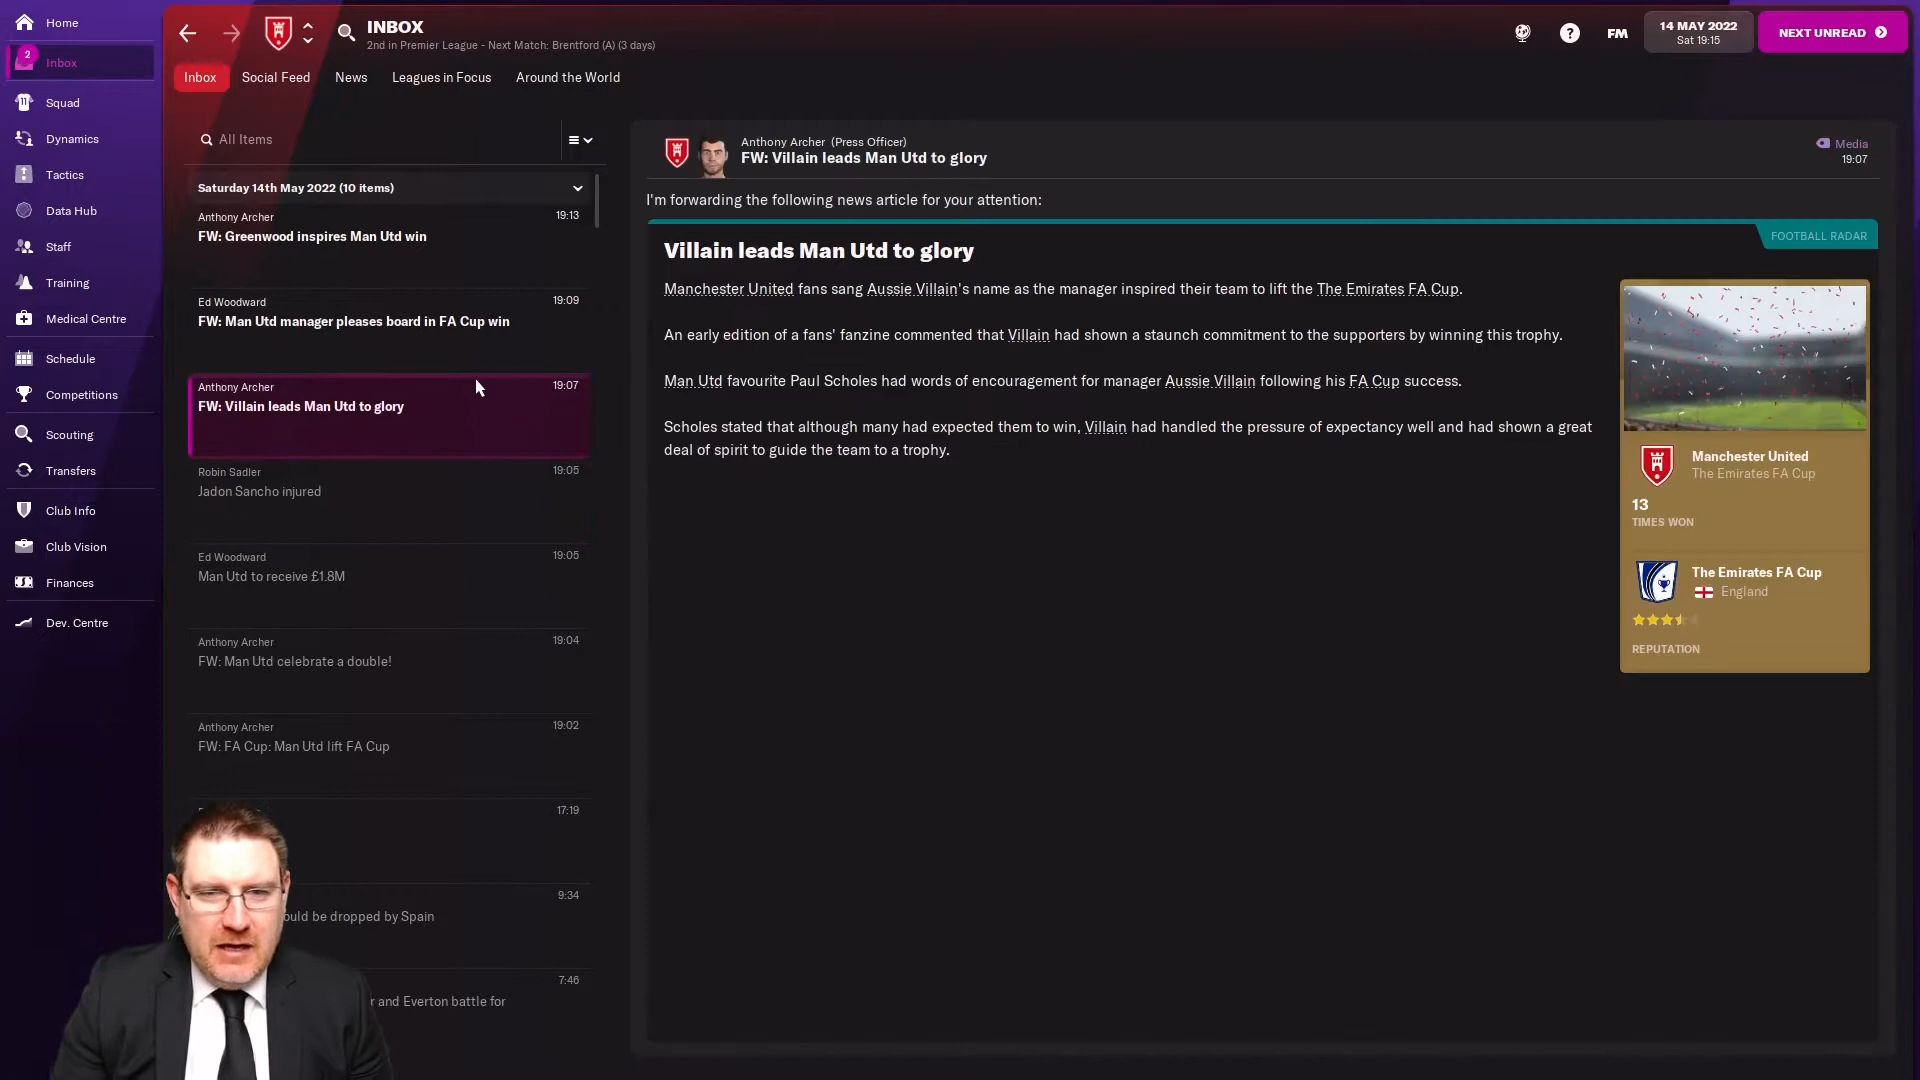 Home
2
Inbox
Squad
Dynamics
Tactics
Data Hub
Staff
Training
Medical Centre
Schedule
Competitions
Scouting
Transfers
Club Info
Club Vision
Finances
Dev. Centre
INBOX
2nd in Premier League - Next Match: Brentford (A) (3 days)
?
FM
14 MAY 2022
Sat 19:15
NEXT UNREAD
Inbox
Social Feed
News
Leagues in Focus
Around the World
All Items
Saturday 14th May 2022 (10 items)
Anthony Archer 19:13
FW: Greenwood inspires Man Utd win
Ed Woodward 19:09
FW: Man Utd manager pleases board in FA Cup win
Anthony Archer 19:07
FW: Villain leads Man Utd to glory
Robin Sadler 19:05
Jadon Sancho injured
Ed Woodward 19:05
Man Utd to receive £1.8M
Anthony Archer 19:04
FW: Man Utd celebrate a double!
Anthony Archer 19:02
FW: FA Cup: Man Utd lift FA Cup
17:19
9:34
ould be dropped by Spain
7:46
r and Everton battle for
Anthony Archer (Press Officer)
FW: Villain leads Man Utd to glory
Media
19:07
I'm forwarding the following news article for your attention:
FOOTBALL RADAR
Villain leads Man Utd to glory
Manchester United fans sang Aussie Villain's name as the manager inspired their team to lift the The Emirates FA Cup.
An early edition of a fans' fanzine commented that Villain had shown a staunch commitment to the supporters by winning this trophy.
Man Utd favourite Paul Scholes had words of encouragement for manager Aussie Villain following his FA Cup success.
Scholes stated that although many had expected them to win, Villain had handled the pressure of expectancy well and had shown a great
deal of spirit to guide the team to a trophy.
Manchester United
The Emirates FA Cup
13
TIMES WON
The Emirates FA Cup
England
REPUTATION